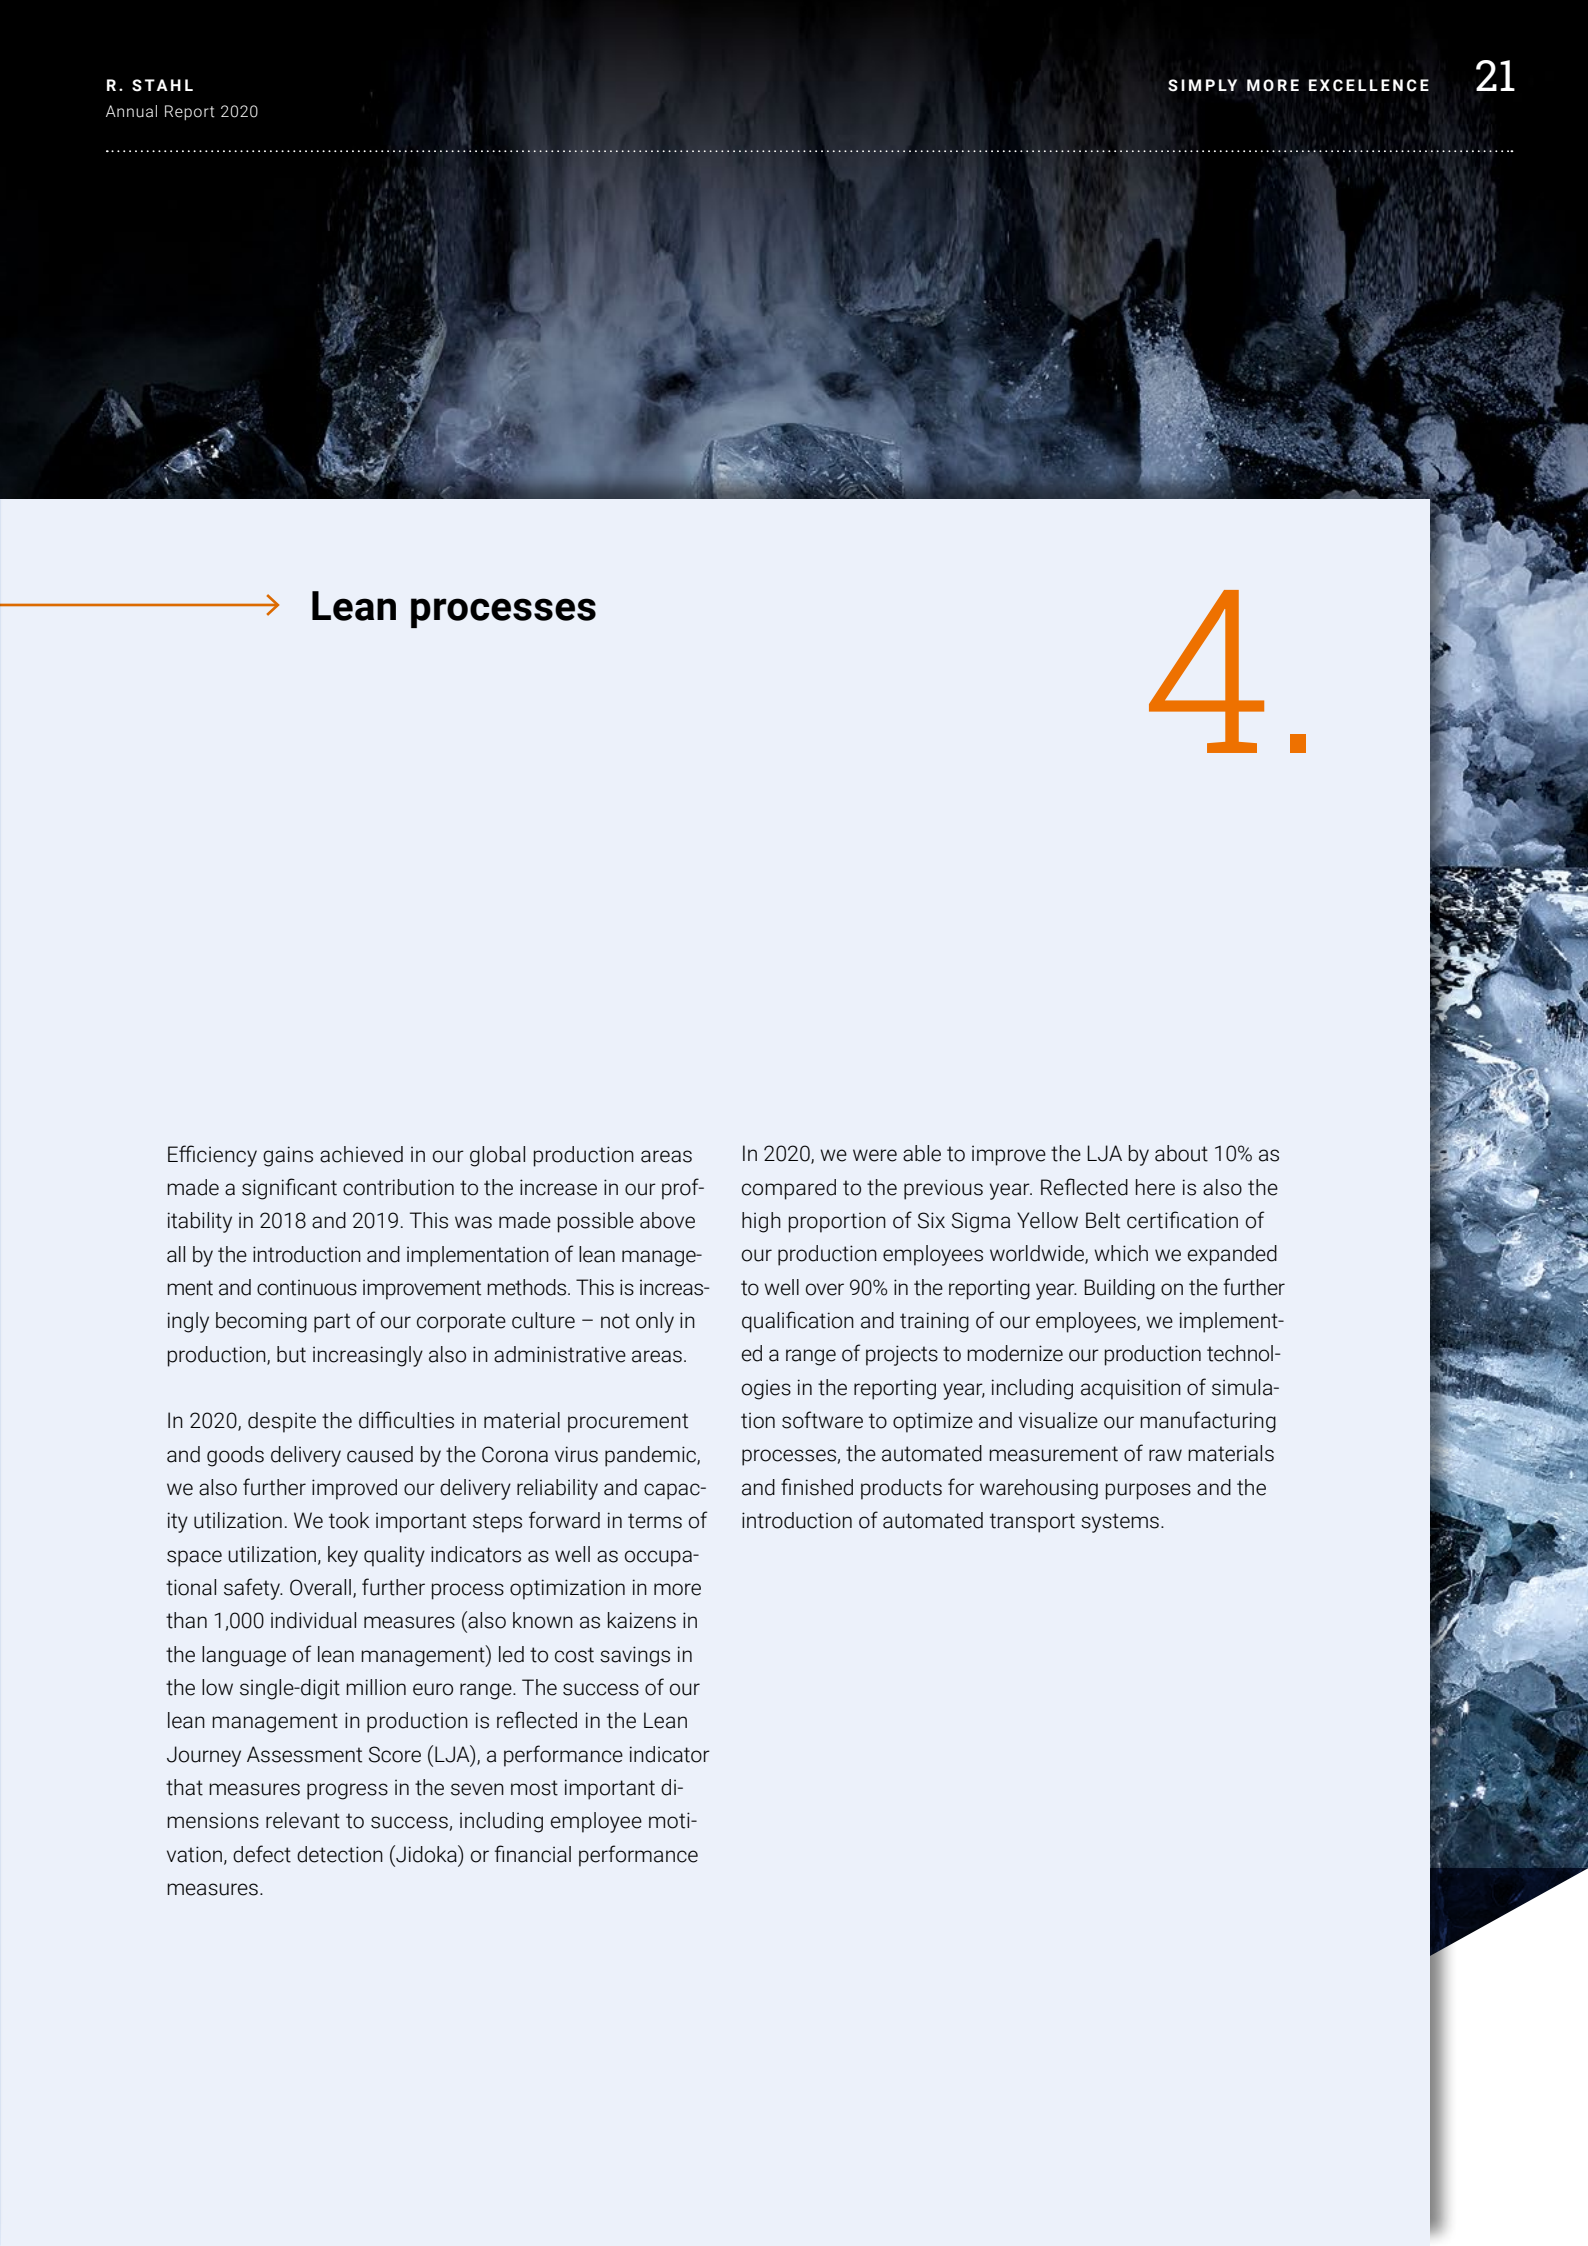 R. STAHL
Annual Report 2020
SIMPLY MORE EXCELLENCE
21
Lean processes
4.
Efficiency gains achieved in our global production areas
made a significant contribution to the increase in our prof-
itability in 2018 and 2019. This was made possible above
all by the introduction and implementation of lean manage-
ment and continuous improvement methods. This is increas-
ingly becoming part of our corporate culture – not only in
production, but increasingly also in administrative areas.
In 2020, despite the difficulties in material procurement
and goods delivery caused by the Corona virus pandemic,
we also further improved our delivery reliability and capac-
ity utilization. We took important steps forward in terms of
space utilization, key quality indicators as well as occupa-
tional safety. Overall, further process optimization in more
than 1,000 individual measures (also known as kaizens in
the language of lean management) led to cost savings in
the low single-digit million euro range. The success of our
lean management in production is reflected in the Lean
Journey Assessment Score (LJA), a performance indicator
that measures progress in the seven most important di-
mensions relevant to success, including employee moti-
vation, defect detection (Jidoka) or financial performance
measures.
In 2020, we were able to improve the LJA by about 10% as
compared to the previous year. Reflected here is also the
high proportion of Six Sigma Yellow Belt certification of
our production employees worldwide, which we expanded
to well over 90% in the reporting year. Building on the further
qualification and training of our employees, we implement-
ed a range of projects to modernize our production technol-
ogies in the reporting year, including acquisition of simula-
tion software to optimize and visualize our manufacturing
processes, the automated measurement of raw materials
and finished products for warehousing purposes and the
introduction of automated transport systems.